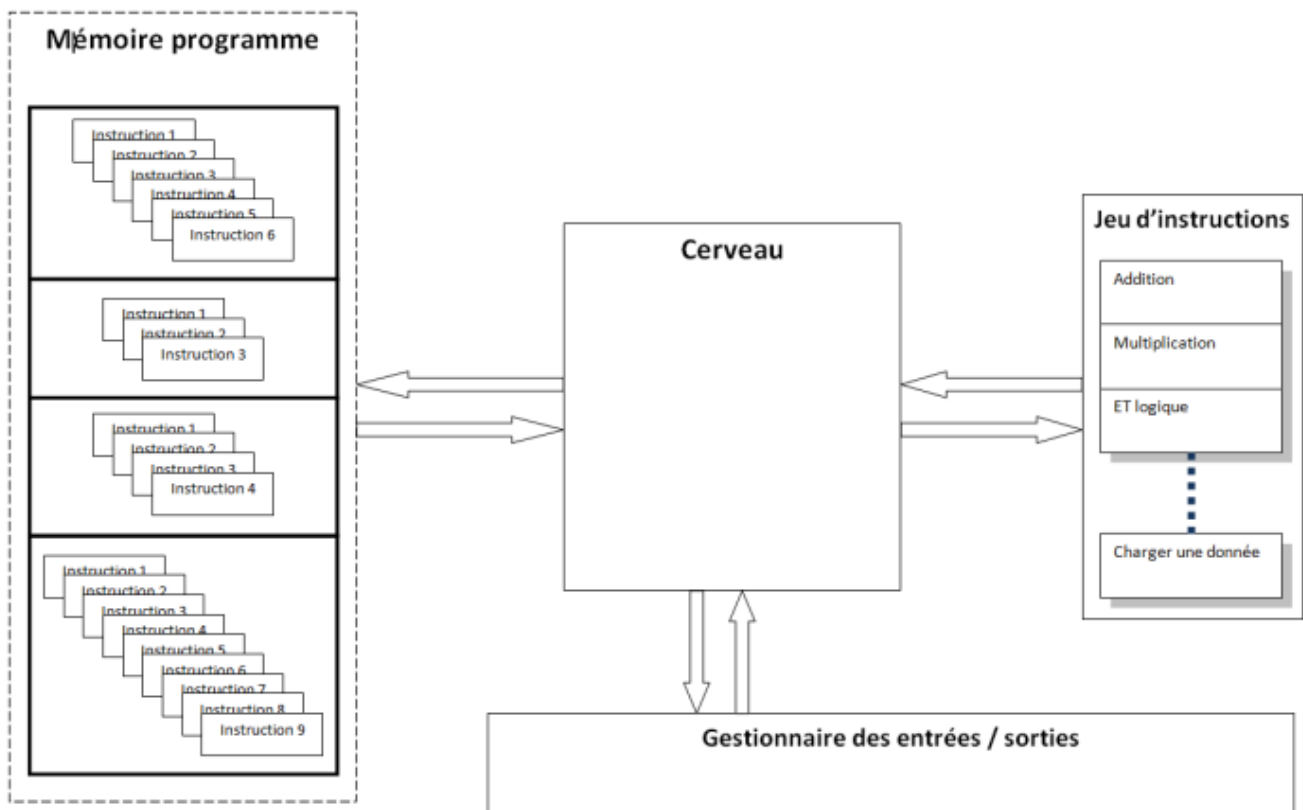 Mémoire programme
Instruction 1
Instruction 2
Instruction 3
Instruction 4
Instruction 5
Instruction 6
Instruction 1
Instruction 2
Instruction 3
Instruction 1
Instruction 2
Instruction 3
Instruction 4
Instruction 1
Instruction 2
Instruction 3
Instruction 4
Instruction 5
Instruction 6
Instruction 7
Instruction 8
Instruction 9
Cerveau
Jeu d’instructions
Addition
Multiplication
ET logique
Charger une donnée
Gestionnaire des entrées / sorties